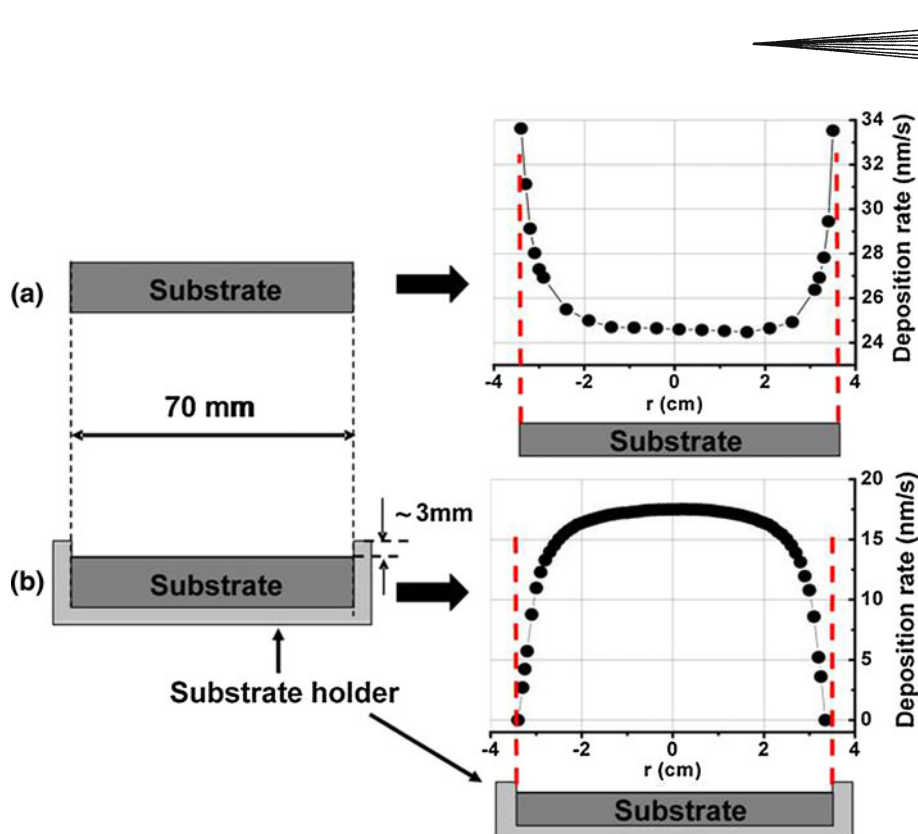 (a)
Substrate
70 mm
34
32
30
28
26
24
Deposition rate (nm/s)
-4 -2 0 2 4
r (cm)
Substrate
~ 3mm
(b)
Substrate
Substrate holder
20
15
10
5
0
Deposition rate (nm/s)
-4 -2 0 2 4
r (cm)
Substrate